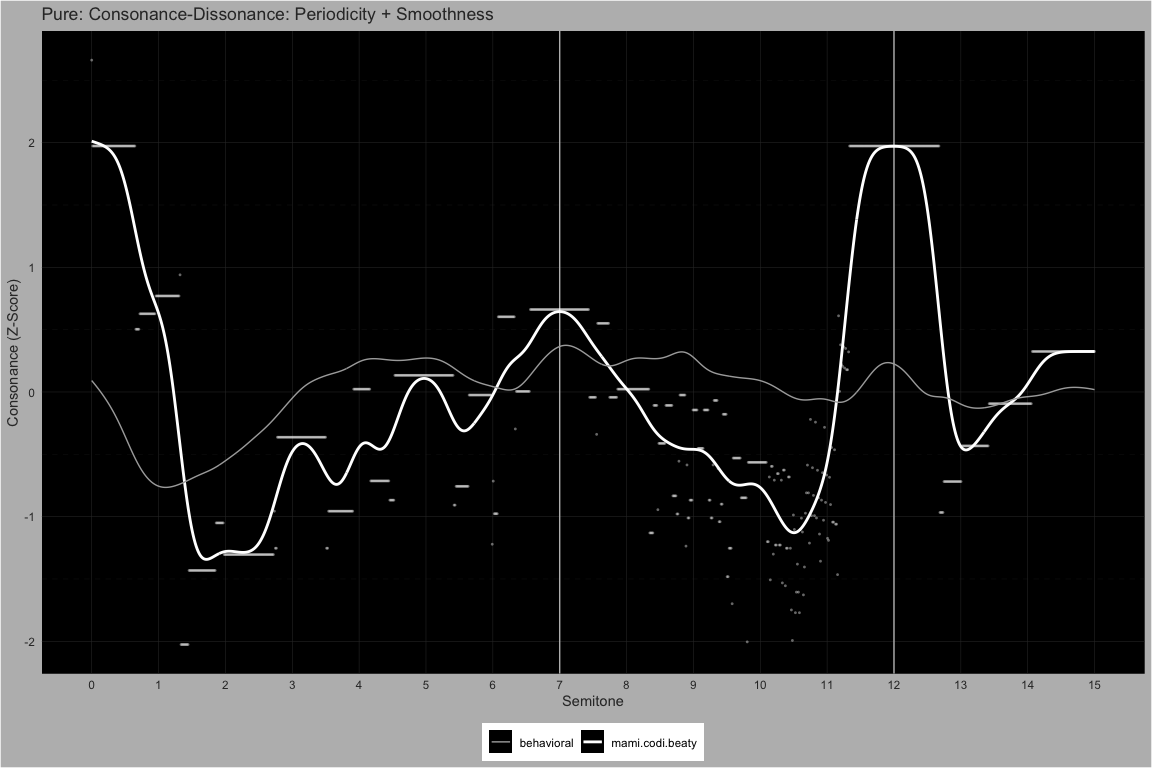 Pure: Consonance-Dissonance: Periodicity + Smoothness
Consonance (Z-Score)
2
1
0
-1
-2
0 1 2 3 4 5 6 7 8 9 10 11 12 13 14 15
Semitone
behavioral mami.codi.beaty